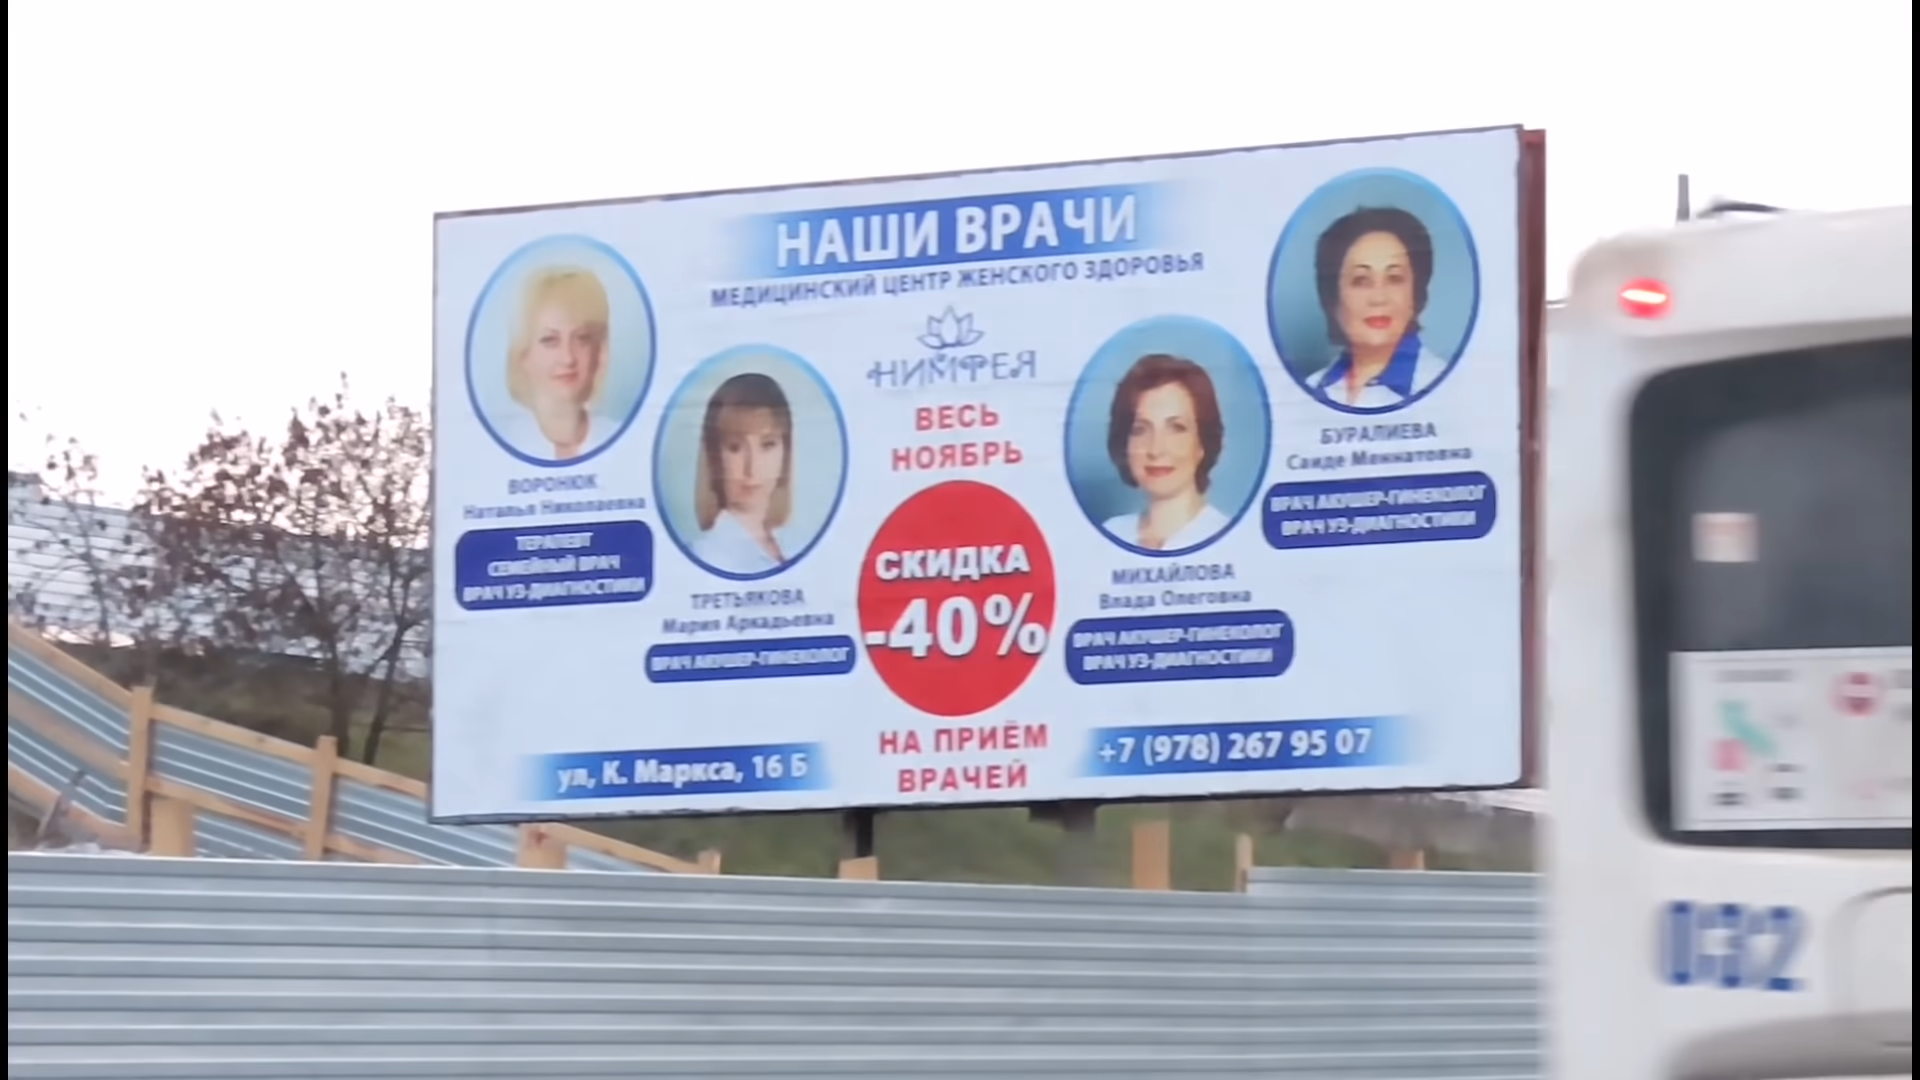 НАШИ ВРАЧИ
МЕДИЦИНСКИЙ ЦЕНТР ЖЕНСКОГО ЗДОРОВЬЯ
НИМФЕЯ
ВОРОНЮК
Наталья Николаевна
ТЕРАПЕВТ
СЕМЕЙНЫЙ ВРАЧ
ВРАЧ УЗ-ДИАГНОСТИКИ
ТРЕТЬЯКОВА
Мария Аркадьевна
ВРАЧ АКУШЕР-ГИНЕКОЛОГ
ВЕСЬ
НОЯБРЬ
СКИДКА
-40%
НА ПРИЁМ
ВРАЧЕЙ
МИХАЙЛОВА
Влада Олеговна
ВРАЧ АКУШЕР-ГИНЕКОЛОГ
ВРАЧ УЗ-ДИАГНОСТИКИ
БУРАЛИЕВА
Саиде Меннатовна
ВРАЧ АКУШЕР-ГИНЕКОЛОГ
ВРАЧ УЗ-ДИАГНОСТИКИ
ул, К. Маркса, 16 Б
+7 (978) 267 95 07
032